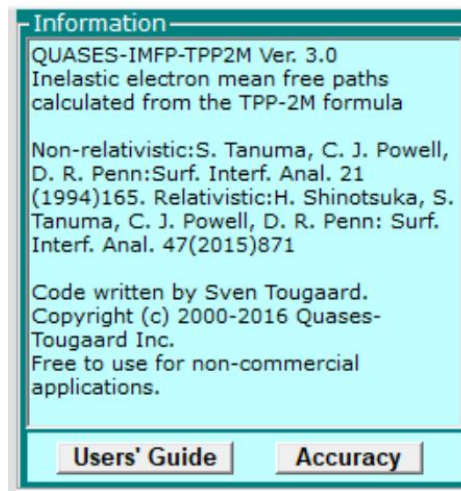 Information
QUASES-IMFP-TPP2M Ver. 3.0
Inelastic electron mean free paths
calculated from the TPP-2M formula
Non-relativistic:S. Tanuma, C. J. Powell,
D. R. Penn:Surf. Interf. Anal. 21
(1994)165. Relativistic:H. Shinotsuka, S.
Tanuma, C. J. Powell, D. R. Penn: Surf.
Interf. Anal. 47(2015)871
Code written by Sven Tougaard.
Copyright (c) 2000-2016 Quases-
Tougaard Inc.
Free to use for non-commercial
applications.
Users' Guide Accuracy